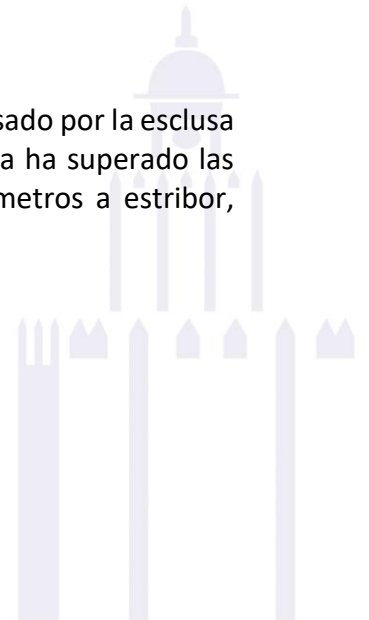 sado por la esclusa
a ha superado las
metros a estribor,